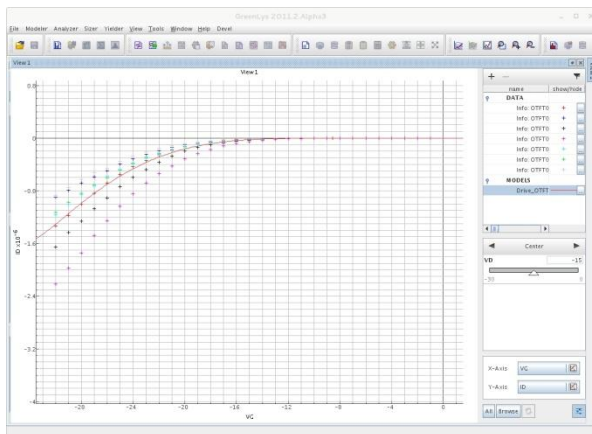 GremLys 2011.2.Alpha3
File Modeler Analyzer Sizer Yielder View Tools Window Help Devel
View 1
View 1
name show/hide
DATA
Info: OTFT0
Info: OTFT0
Info: OTFT0
Info: OTFT0
Info: OTFT0
Info: OTFT0
Info: OTFT0
MODELS
Drive_OTFT
Center
VD -15
-30 0
X-Axis VG
Y-Axis ID
All Browse
0.8
0
-0.8
-1.6
-2.4
-3.2
-4
ID x10^-6
-28 -24 -20 -16 -12 -8 -4 0
VG